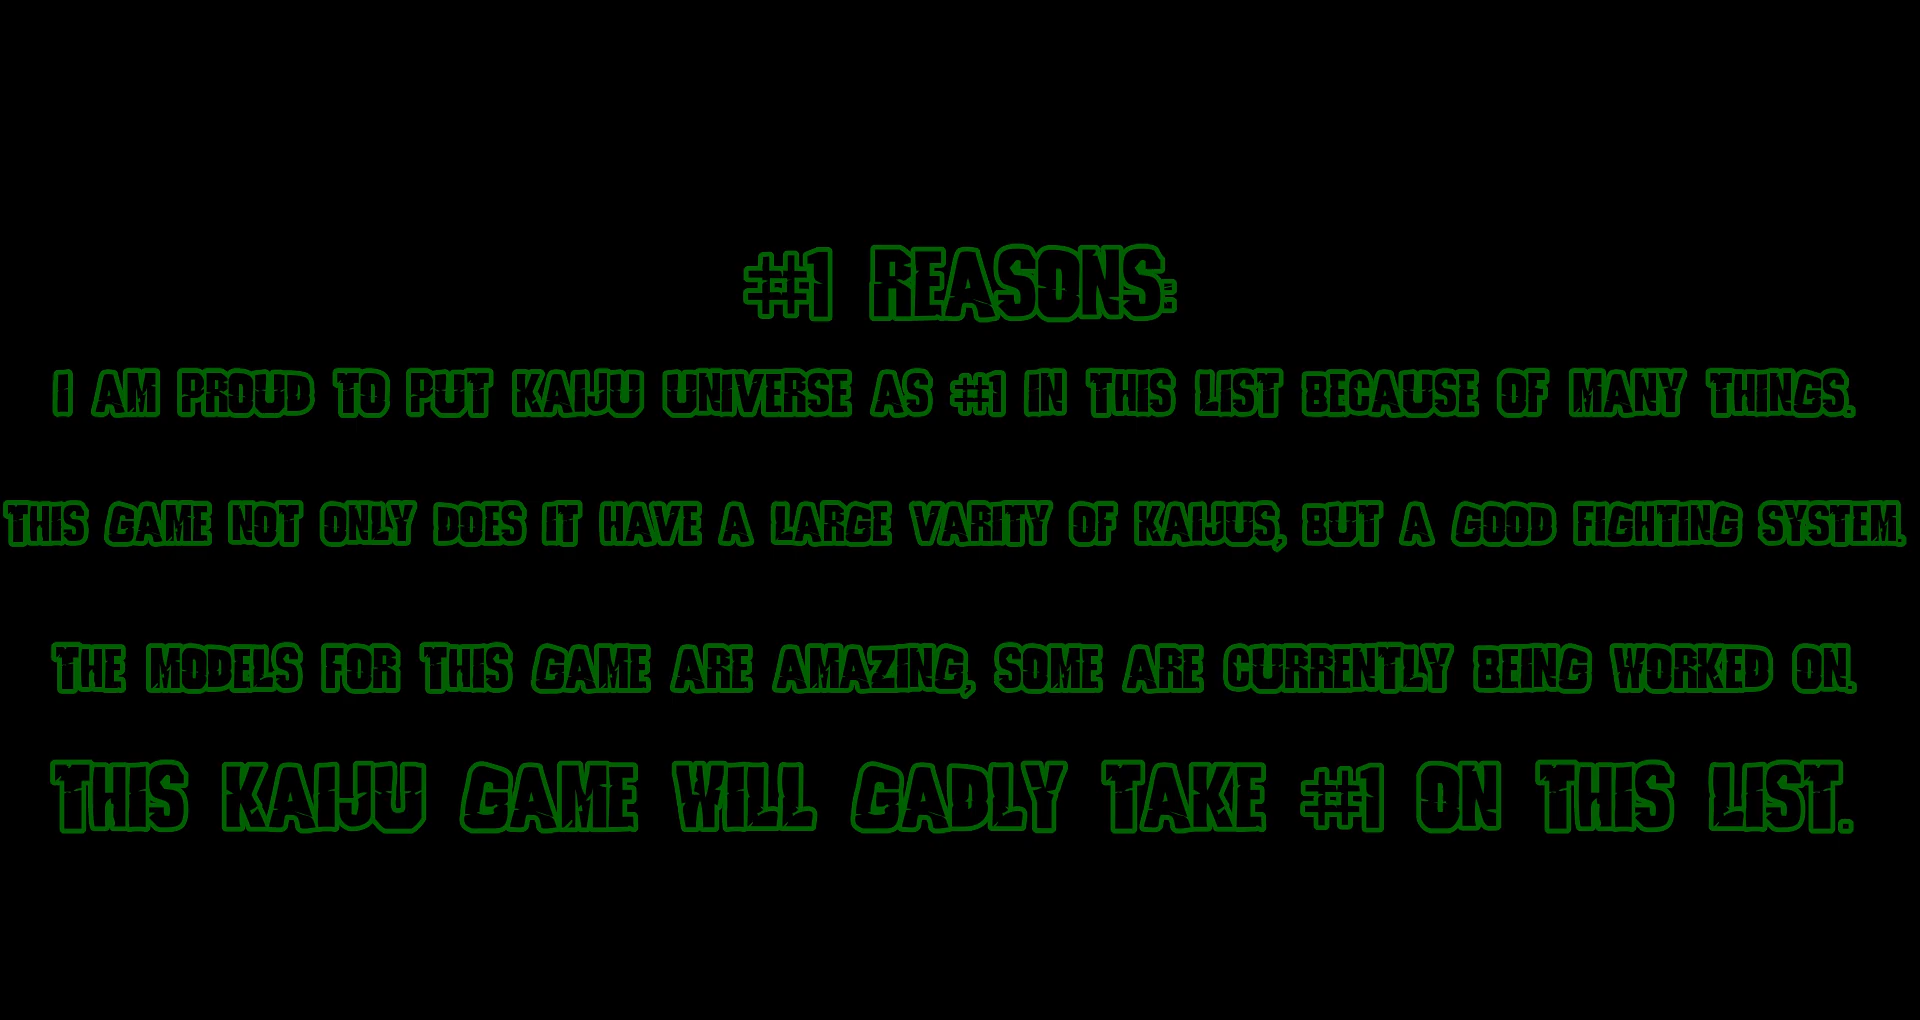 #1 REASONS:
I AM PROUD TO PUT KAIJU UNIVERSE AS #1 IN THIS LIST BECAUSE OF MANY THINGS.
THIS GAME NOT ONLY DOES IT HAVE A LARGE VARITY OF KAIJUS, BUT A GOOD FIGHTING SYSTEM.
THE MODELS FOR THIS GAME ARE AMAZING, SOME ARE CURRENTLY BEING WORKED ON.
THIS KAIJU GAME WILL GADLY TAKE #1 ON THIS LIST.